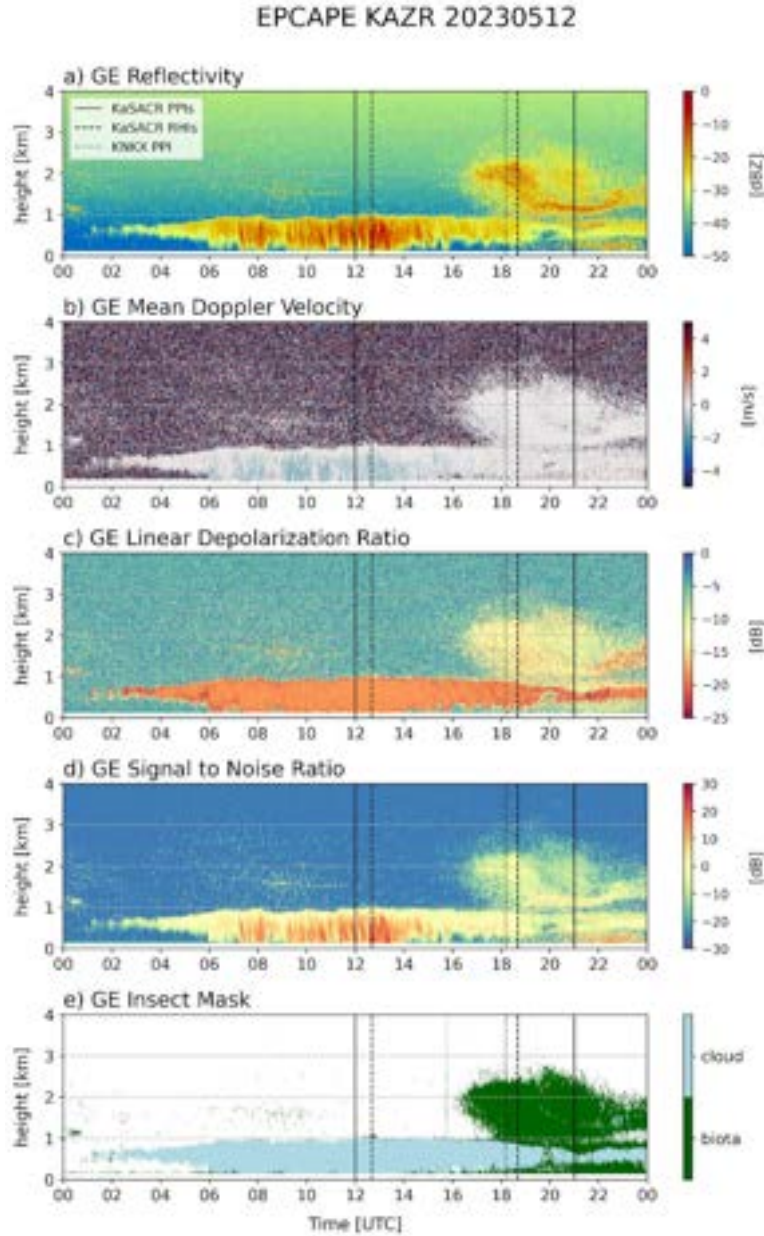 EPCAPE KAZR 20230512
a) GE Reflectivity
KaSACR PPIs
KaSACR RHIs
KNKX PPI
height [km]
4
3
2
1
0
00 02 04 06 08 10 12 14 16 18 20 22 00
0
−10
−20
−30
−40
−50
[dBZ]
b) GE Mean Doppler Velocity
height [km]
4
3
2
1
0
00 02 04 06 08 10 12 14 16 18 20 22 00
4
2
0
−2
−4
[m/s]
c) GE Linear Depolarization Ratio
height [km]
4
3
2
1
0
00 02 04 06 08 10 12 14 16 18 20 22 00
0
−5
−10
−15
−20
−25
[dB]
d) GE Signal to Noise Ratio
height [km]
4
3
2
1
0
00 02 04 06 08 10 12 14 16 18 20 22 00
30
20
10
0
−10
−20
−30
[dB]
e) GE Insect Mask
height [km]
4
3
2
1
0
00 02 04 06 08 10 12 14 16 18 20 22 00
cloud
biota
Time [UTC]